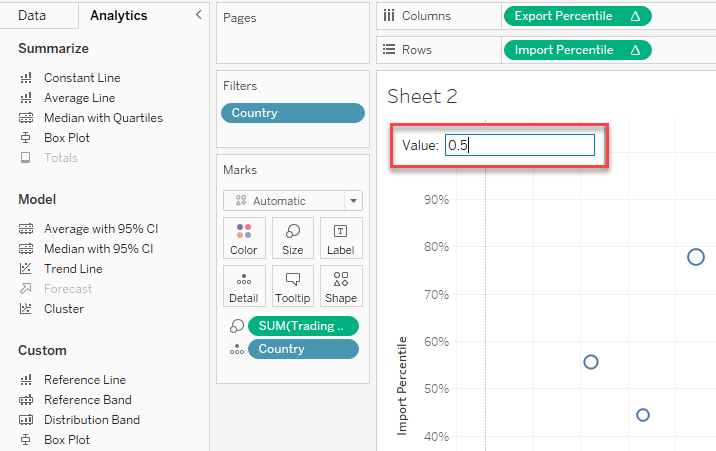 Data
Analytics
Summarize
Constant Line
Average Line
Median with Quartiles
Box Plot
Totals
Model
Average with 95% CI
Median with 95% CI
Trend Line
Forecast
Cluster
Custom
Reference Line
Reference Band
Distribution Band
Box Plot
Pages
Filters
Country
Marks
Automatic
Color Size Label
Detail Tooltip Shape
SUM(Trading ..
Country
Columns Export Percentile
Rows Import Percentile
Sheet 2
Value: 0.5
90%
80%
70%
60%
50%
40%
Import Percentile